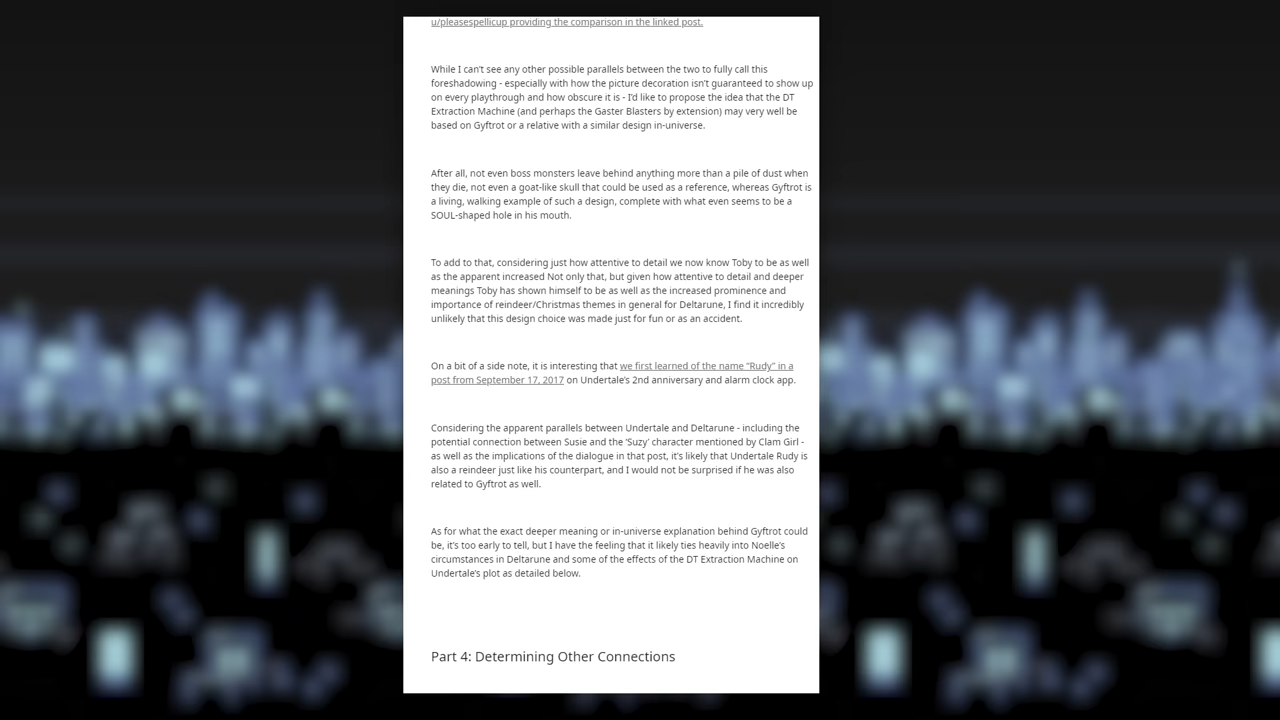 u/pleasespellicup providing the comparison in the linked post.
While I can't see any other possible parallels between the two to fully call this
foreshadowing - especially with how the picture decoration isn't guaranteed to show up
on every playthrough and how obscure it is - I'd like to propose the idea that the DT
Extraction Machine (and perhaps the Gaster Blasters by extension) may very well be
based on Gyftrot or a relative with a similar design in-universe.
After all, not even boss monsters leave behind anything more than a pile of dust when
they die, not even a goat-like skull that could be used as a reference, whereas Gyftrot is
a living, walking example of such a design, complete with what even seems to be a
SOUL-shaped hole in his mouth.
To add to that, considering just how attentive to detail we now know Toby to be as well
as the apparent increased Not only that, but given how attentive to detail and deeper
meanings Toby has shown himself to be as well as the increased prominence and
importance of reindeer/Christmas themes in general for Deltarune, I find it incredibly
unlikely that this design choice was made just for fun or as an accident.
On a bit of a side note, it is interesting that we first learned of the name “Rudy” in a
post from September 17, 2017 on Undertale's 2nd anniversary and alarm clock app.
Considering the apparent parallels between Undertale and Deltarune - including the
potential connection between Susie and the 'Suzy' character mentioned by Clam Girl -
as well as the implications of the dialogue in that post, it's likely that Undertale Rudy is
also a reindeer just like his counterpart, and I would not be surprised if he was also
related to Gyftrot as well.
As for what the exact deeper meaning or in-universe explanation behind Gyftrot could
be, it's too early to tell, but I have the feeling that it likely ties heavily into Noelle's
circumstances in Deltarune and some of the effects of the DT Extraction Machine on
Undertale's plot as detailed below.
Part 4: Determining Other Connections